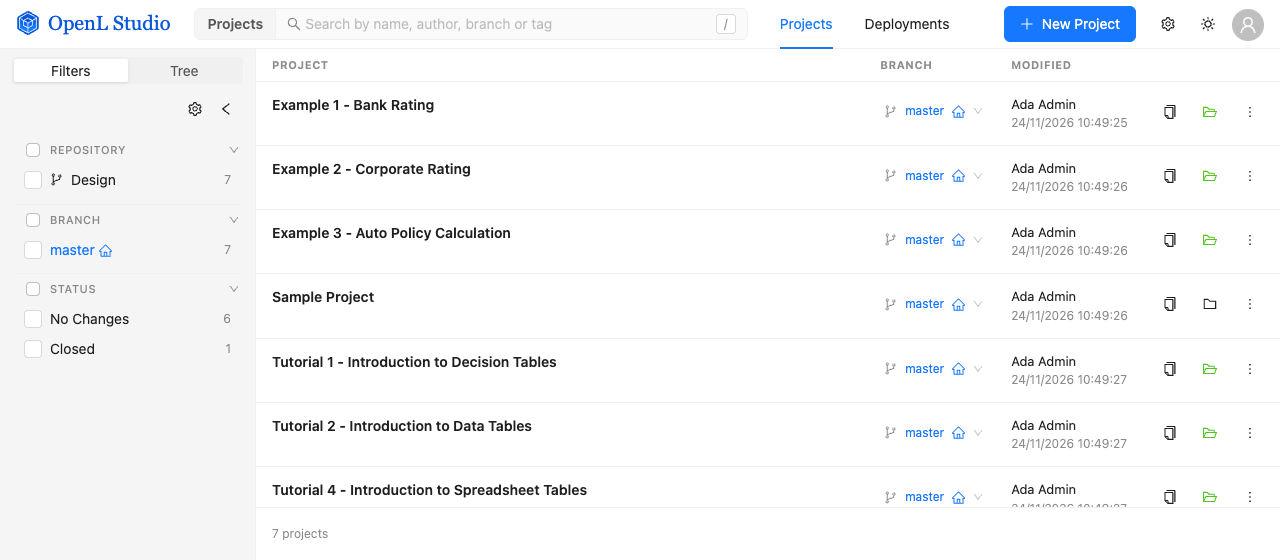 OpenL Studio
Projects
Search by name, author, branch or tag
/
Projects
Deployments
New Project
Filters
Tree
REPOSITORY
Design 7
BRANCH
master 7
STATUS
No Changes 6
Closed 1
PROJECT BRANCH MODIFIED
Example 1 - Bank Rating master Ada Admin
24/11/2026 10:49:25
Example 2 - Corporate Rating master Ada Admin
24/11/2026 10:49:26
Example 3 - Auto Policy Calculation master Ada Admin
24/11/2026 10:49:26
Sample Project master Ada Admin
24/11/2026 10:49:26
Tutorial 1 - Introduction to Decision Tables master Ada Admin
24/11/2026 10:49:27
Tutorial 2 - Introduction to Data Tables master Ada Admin
24/11/2026 10:49:27
Tutorial 4 - Introduction to Spreadsheet Tables master Ada Admin
7 projects